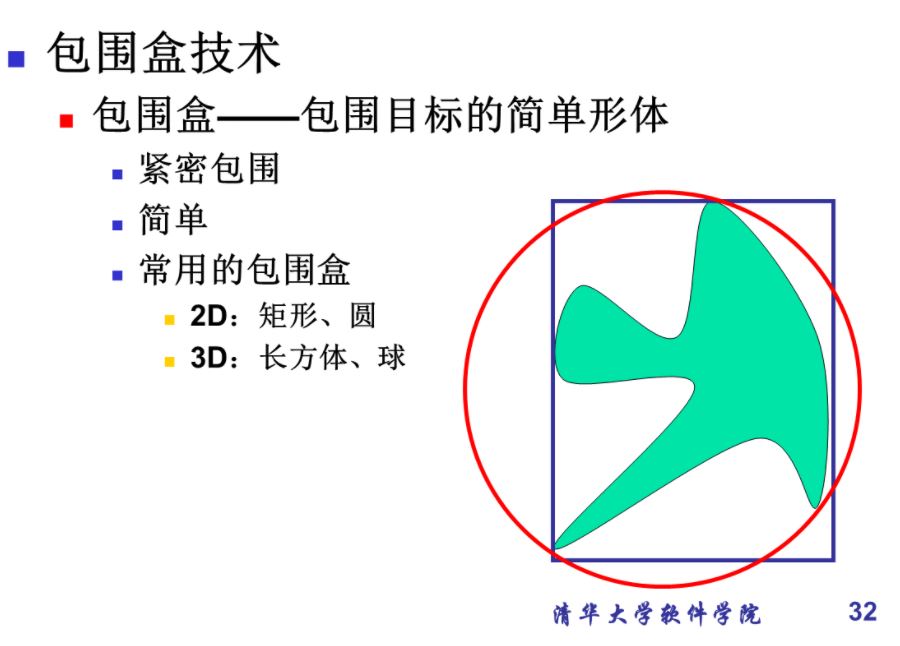 包围盒技术
包围盒——包围目标的简单形体
紧密包围
简单
常用的包围盒
2D：矩形、圆
3D：长方体、球
清华大学软件学院 32